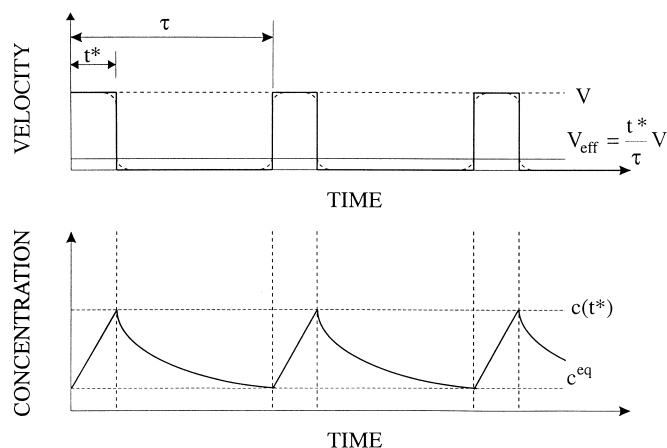 τ
t*
VELOCITY
V
V_eff = t*/τ V
TIME
CONCENTRATION
c(t*)
c^eq
TIME